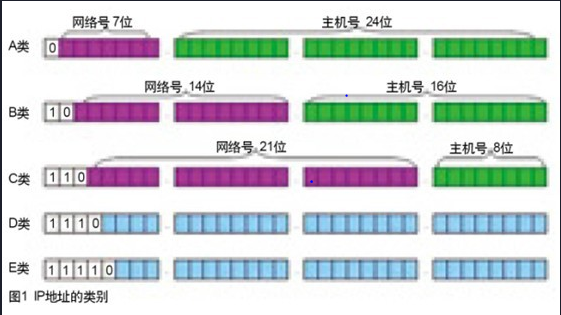 网络号 7位 主机号 24位
A类 0
网络号 14位 主机号 16位
B类 1 0
网络号 21位 主机号 8位
C类 1 1 0
D类 1 1 1 0
E类 1 1 1 1 0
图1 IP地址的类别